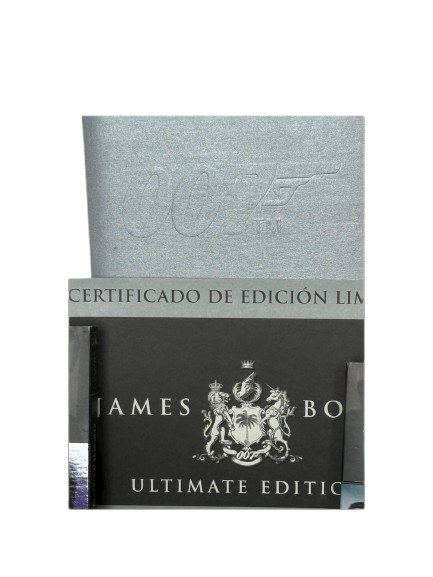 007
TM
CERTIFICADO DE EDICIÓN LIM
JAMES BO
007
ULTIMATE EDITIO